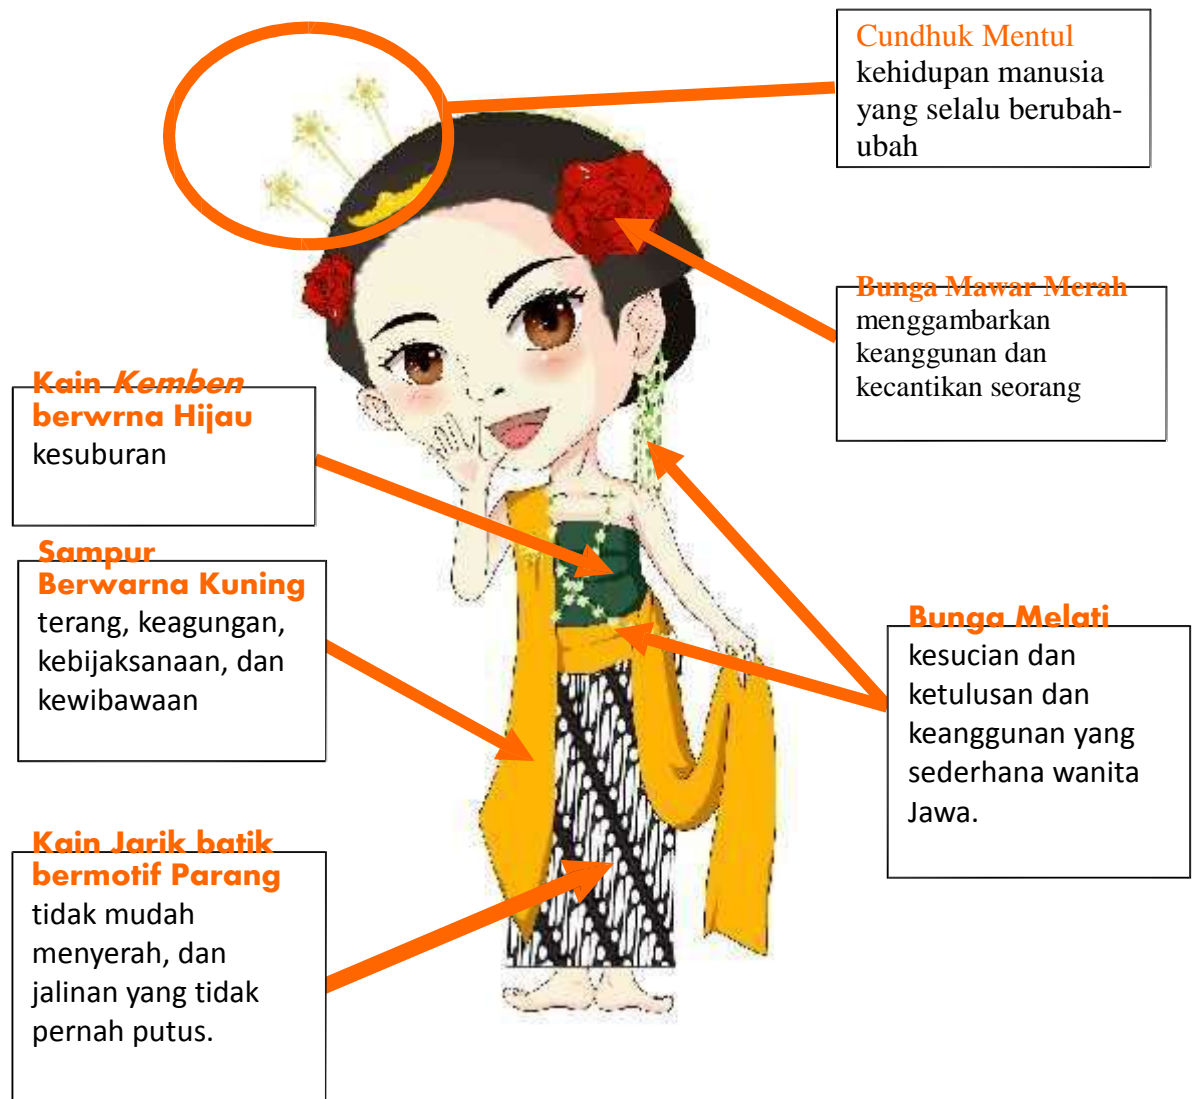 Cundhuk Mentul
kehidupan manusia
yang selalu berubah-
ubah
Bunga Mawar Merah
menggambarkan
keanggunan dan
kecantikan seorang
Kain Kemben
berwrna Hijau
kesuburan
Sampur
Berwarna Kuning
terang, keagungan,
kebijaksanaan, dan
kewibawaan
Bunga Melati
kesucian dan
ketulusan dan
keanggunan yang
sederhana wanita
Jawa.
Kain Jarik batik
bermotif Parang
tidak mudah
menyerah, dan
jalinan yang tidak
pernah putus.